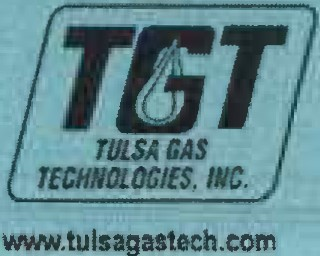 TGT
TULSA GAS
TECHNOLOGIES, INC.
www.tulsagastech.com